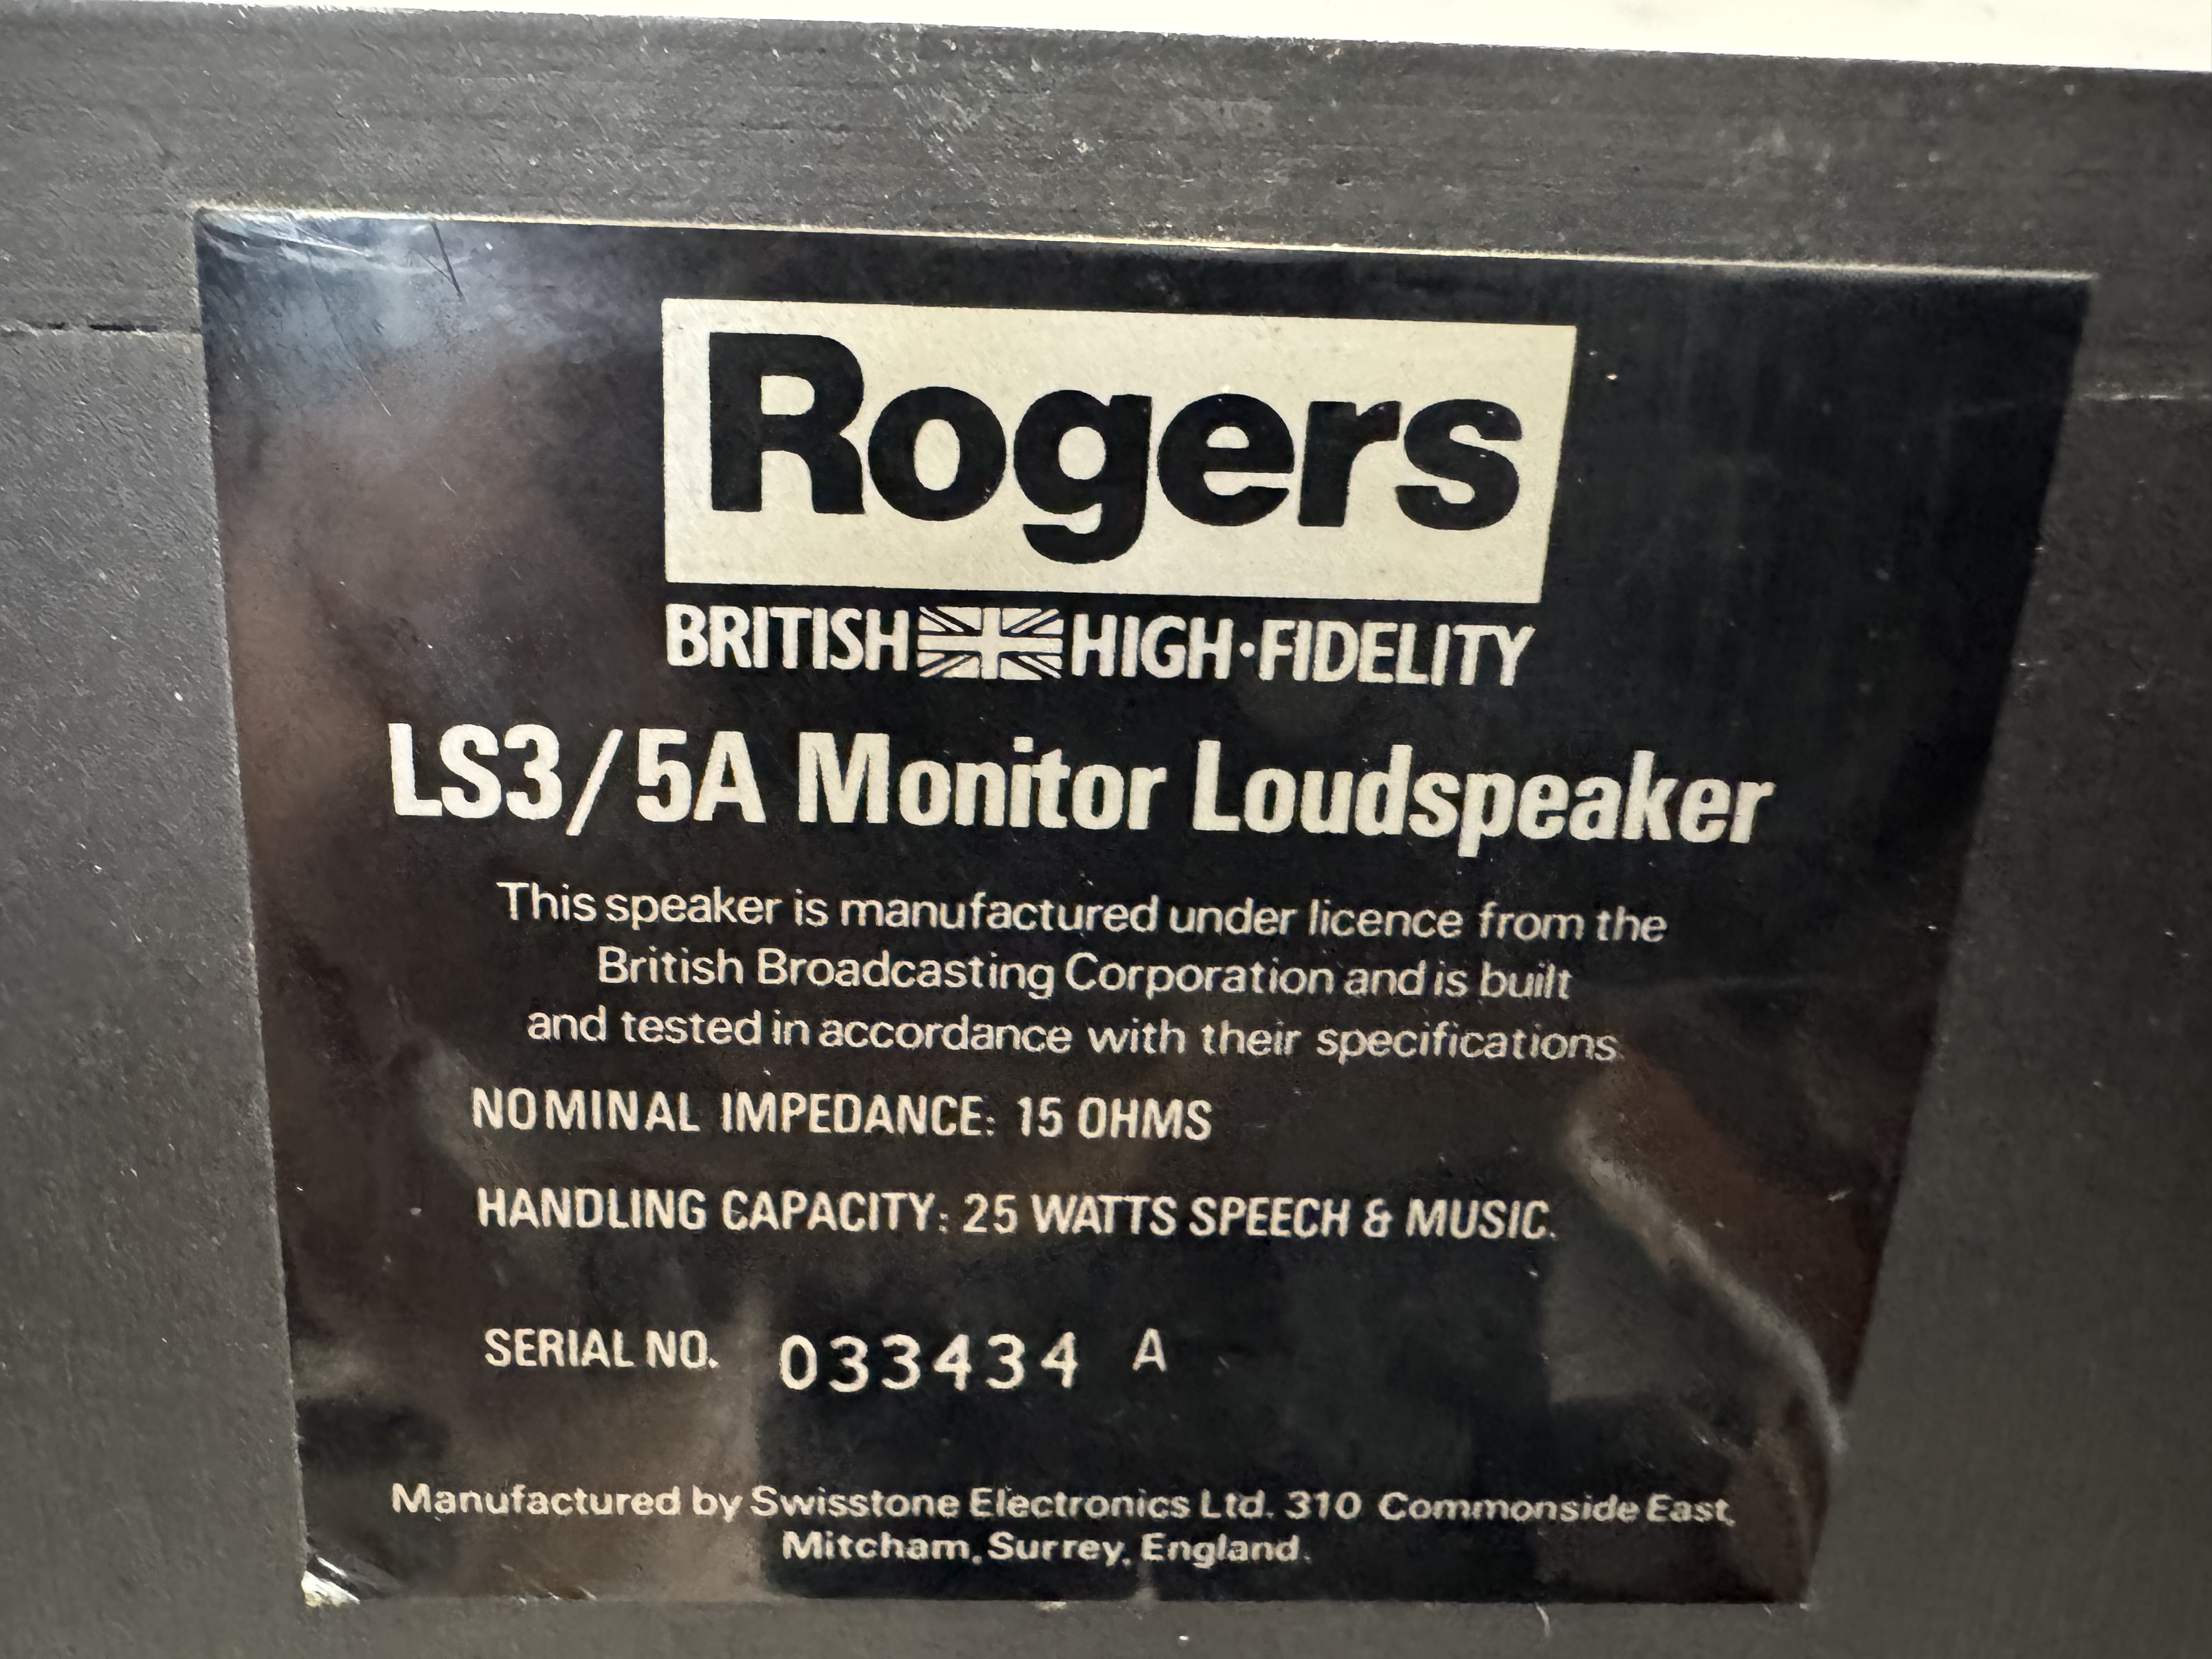 Rogers
BRITISH HIGH·FIDELITY
LS3/5A Monitor Loudspeaker
This speaker is manufactured under licence from the
British Broadcasting Corporation and is built
and tested in accordance with their specifications.
NOMINAL IMPEDANCE: 15 OHMS
HANDLING CAPACITY: 25 WATTS SPEECH & MUSIC.
SERIAL NO. 033434 A
Manufactured by Swisstone Electronics Ltd. 310 Commonside East,
Mitcham, Surrey, England.